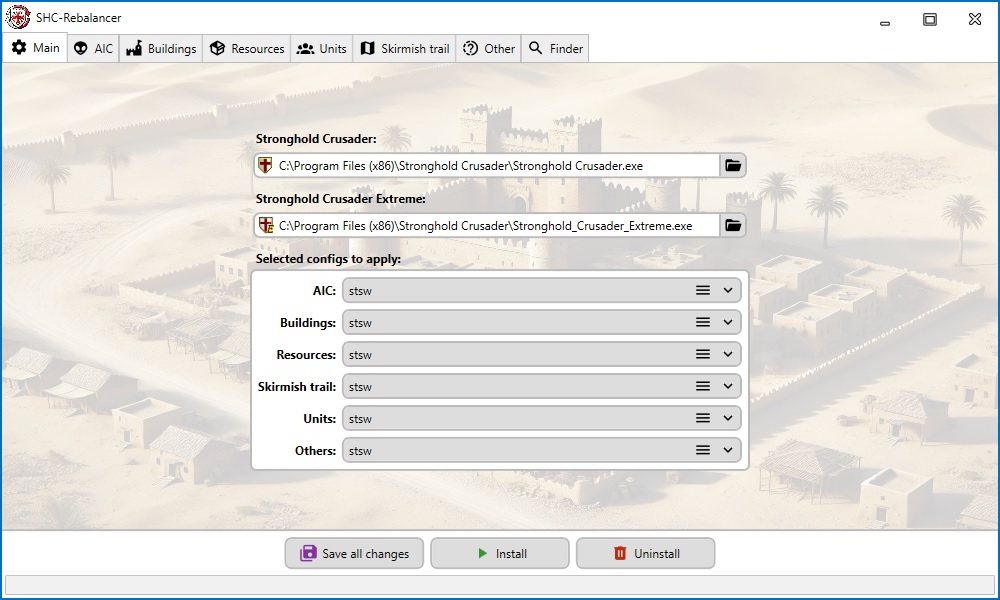 SHC-Rebalancer
Main AIC Buildings Resources Units Skirmish trail Other Finder
Stronghold Crusader:
C:\Program Files (x86)\Stronghold Crusader\Stronghold Crusader.exe
Stronghold Crusader Extreme:
C:\Program Files (x86)\Stronghold Crusader\Stronghold_Crusader_Extreme.exe
Selected configs to apply:
AIC: stsw
Buildings: stsw
Resources: stsw
Skirmish trail: stsw
Units: stsw
Others: stsw
Save all changes Install Uninstall